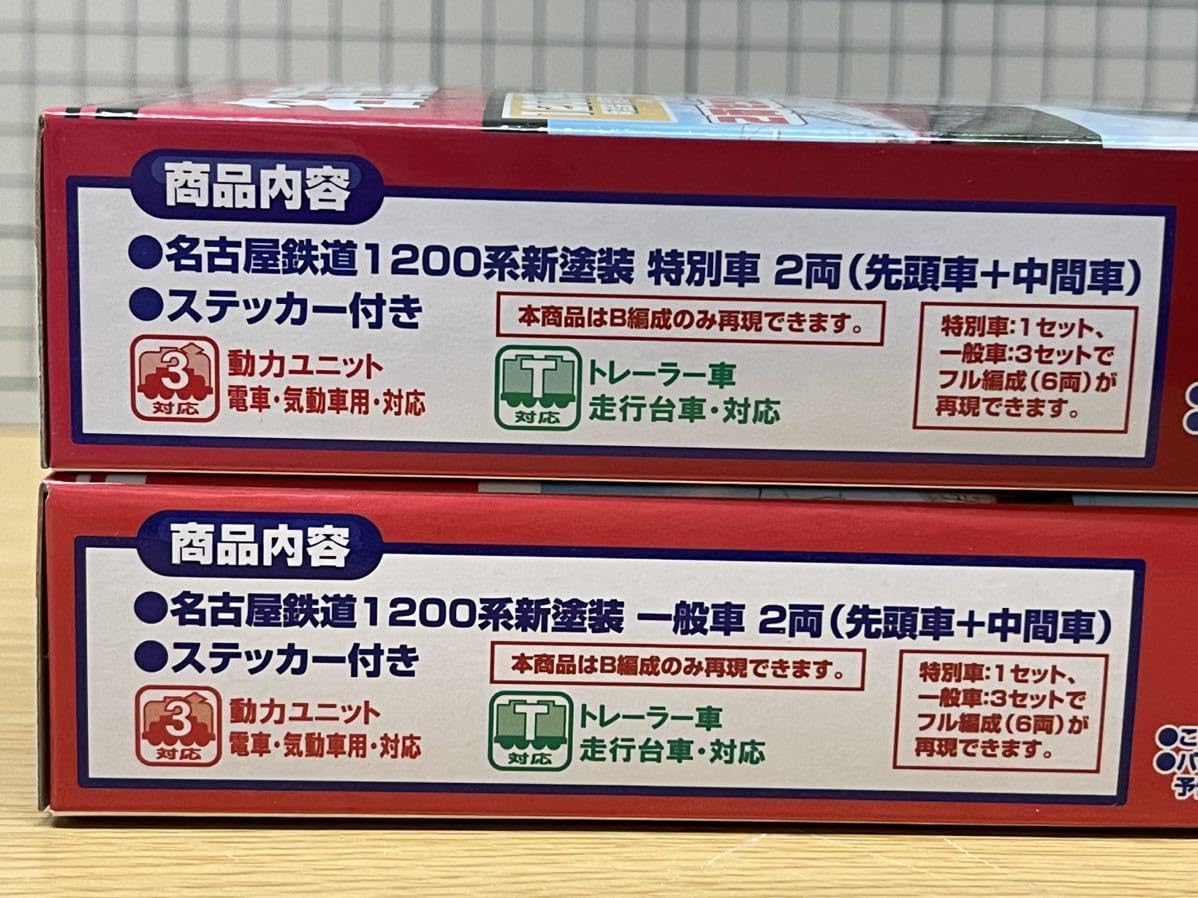 商品内容
●名古屋鉄道1200系新塗装 特別車 2両(先頭車+中間車)
●ステッカー付き
本商品はB編成のみ再現できます。
特別車:1セット、
一般車:3セットで
フル編成(6両)が
再現できます。
3
対応
動力ユニット
電車・気動車用・対応
T
対応
トレーラー車
走行台車・対応
商品内容
●名古屋鉄道1200系新塗装 一般車 2両(先頭車+中間車)
●ステッカー付き
本商品はB編成のみ再現できます。
特別車:1セット、
一般車:3セットで
フル編成(6両)が
再現できます。
3
対応
動力ユニット
電車・気動車用・対応
T
対応
トレーラー車
走行台車・対応
●こ
●パ
予